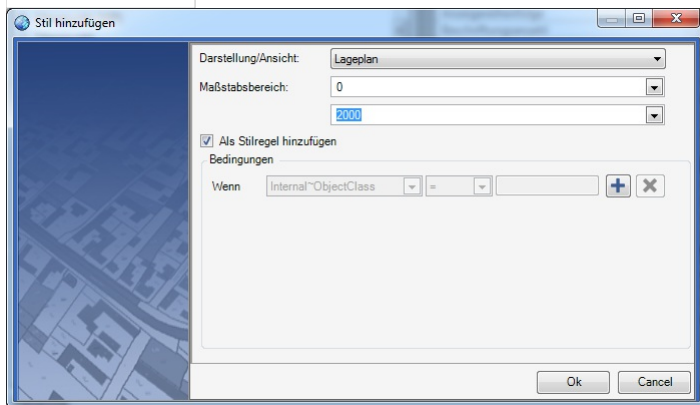 Stil hinzufügen
Darstellung/Ansicht: Lageplan
Maßstabsbereich: 0
2000
Als Stilregel hinzufügen
Bedingungen
Wenn Internal~ObjectClass =
Ok Cancel